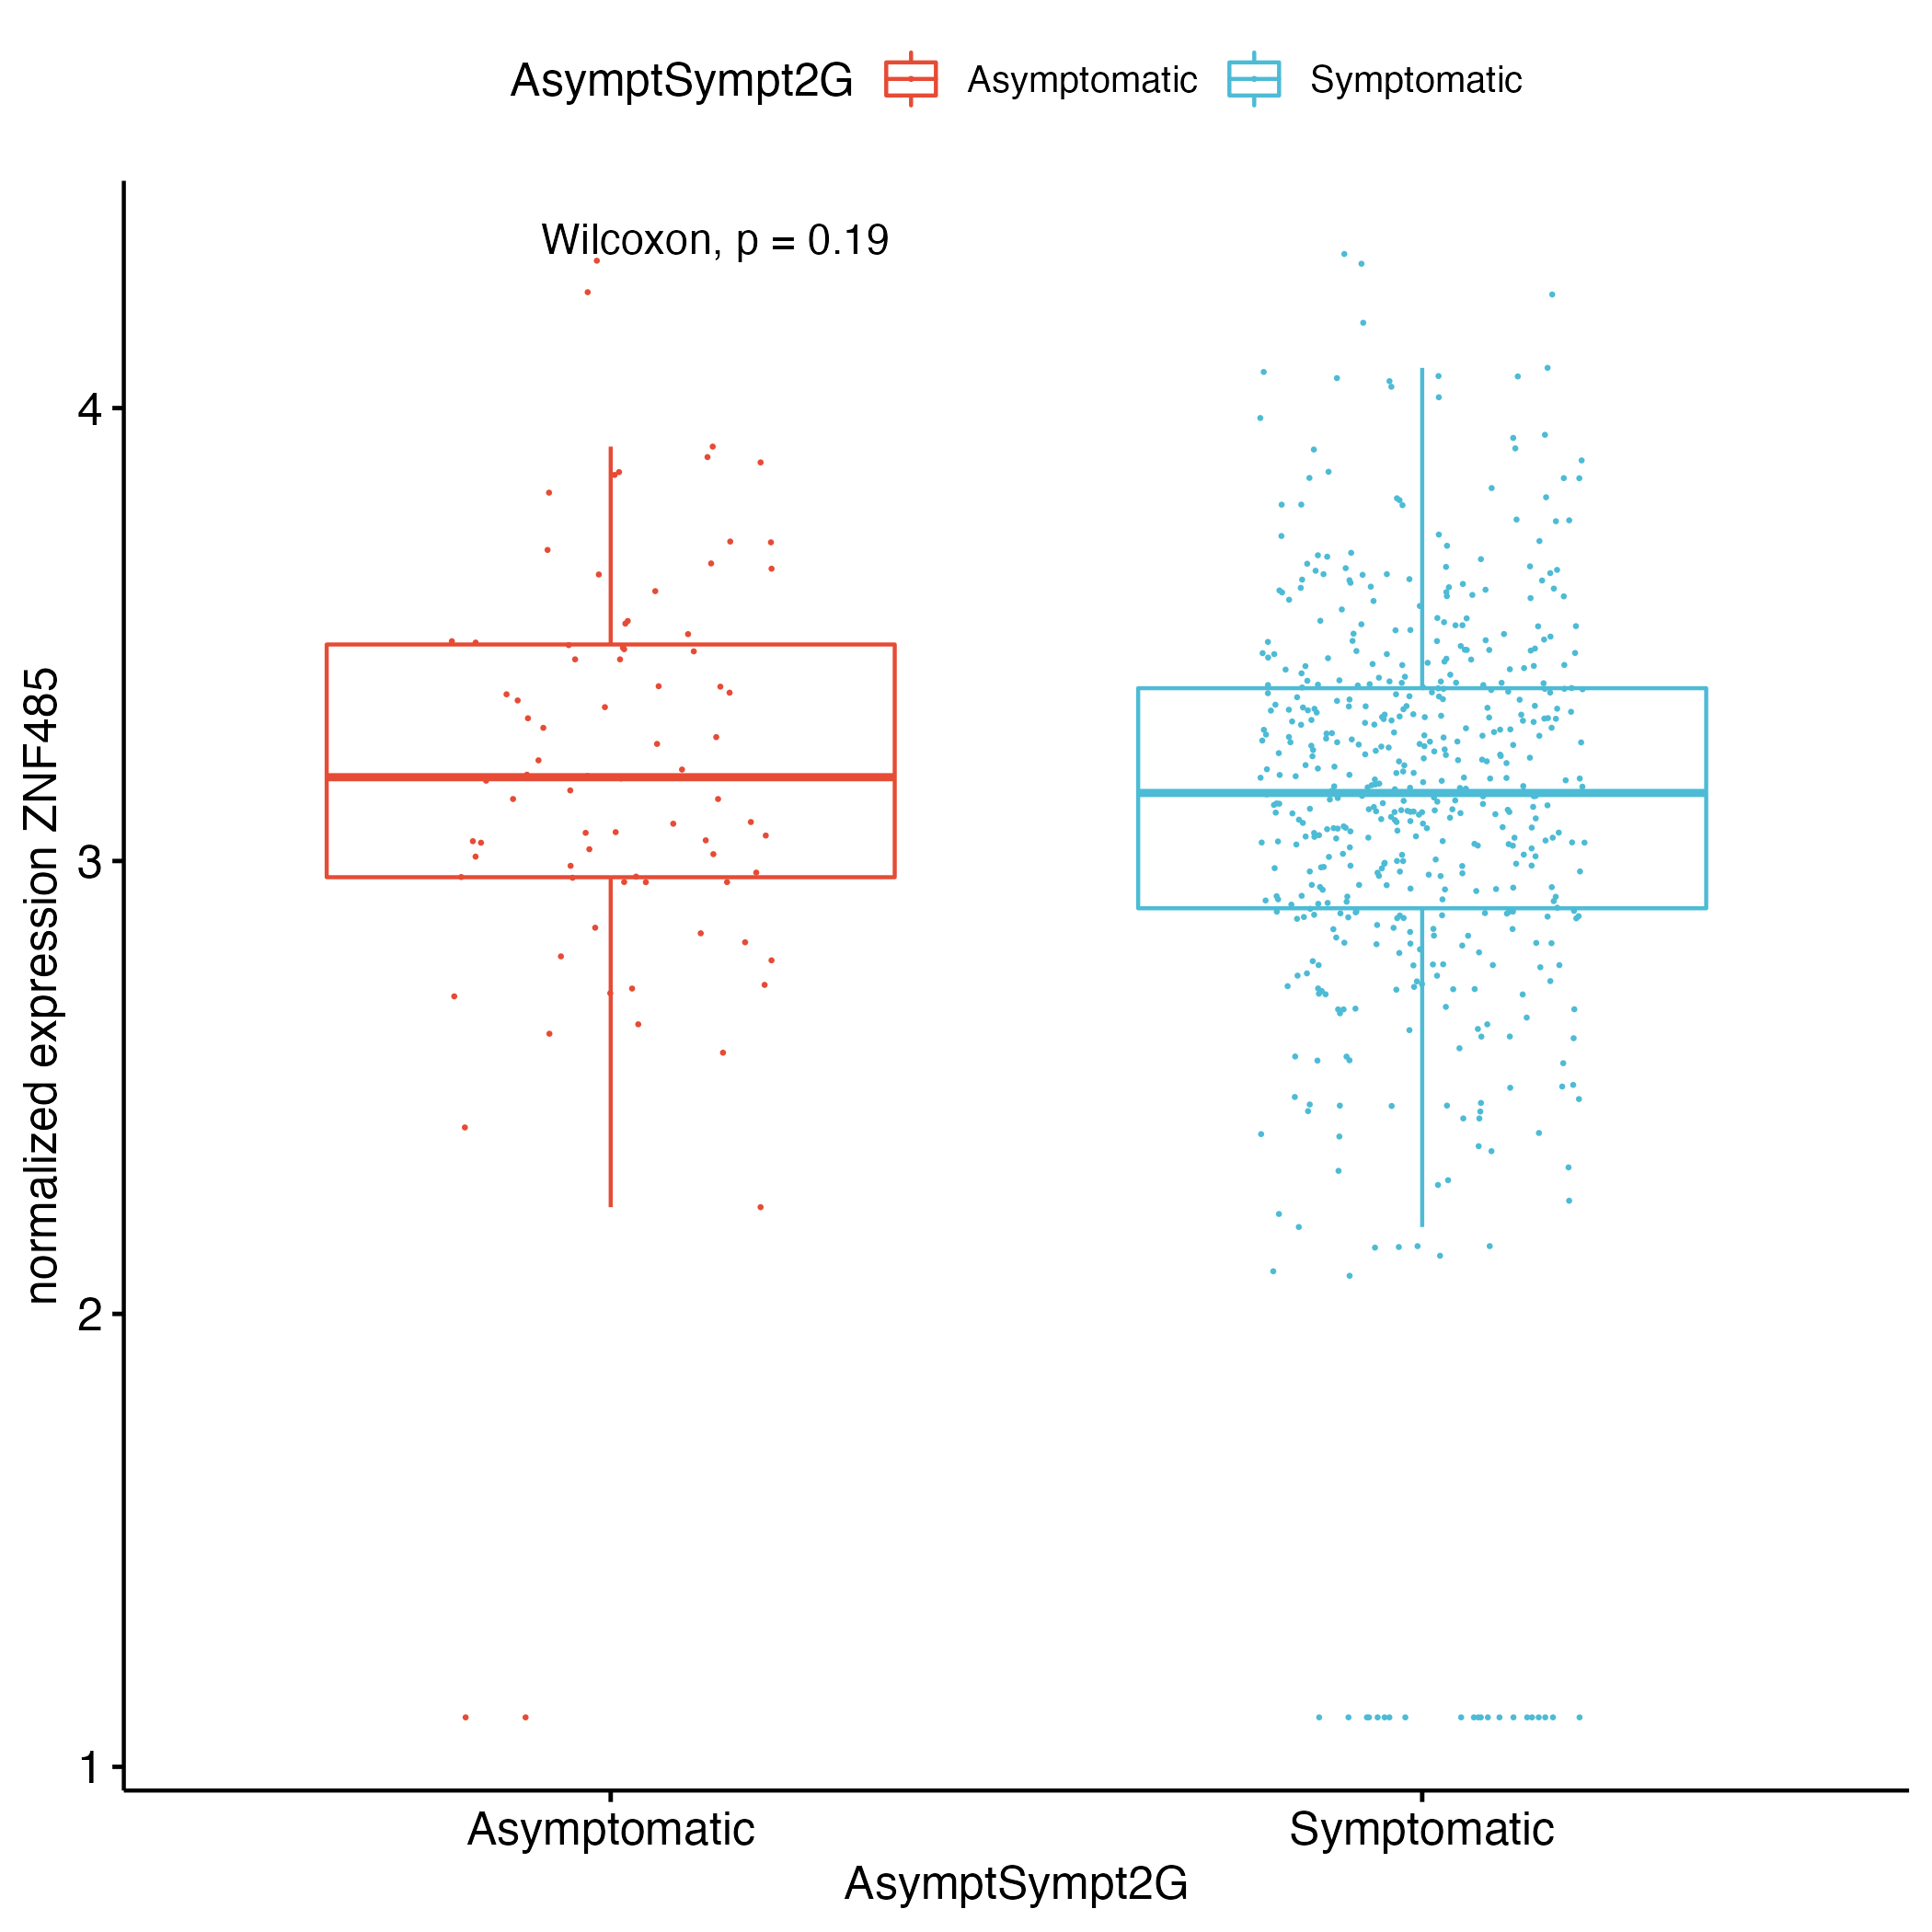 AsymptSympt2G Asymptomatic Symptomatic
Wilcoxon, p = 0.19
normalized expression ZNF485
4
3
2
1
Asymptomatic Symptomatic
AsymptSympt2G